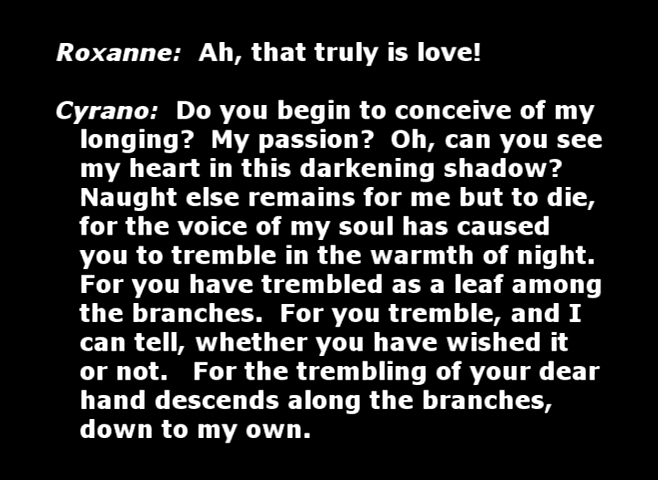 Roxanne:  Ah, that truly is love!
Cyrano:  Do you begin to conceive of my
longing?  My passion?  Oh, can you see
my heart in this darkening shadow?
Naught else remains for me but to die,
for the voice of my soul has caused
you to tremble in the warmth of night.
For you have trembled as a leaf among
the branches.  For you tremble, and I
can tell, whether you have wished it
or not.   For the trembling of your dear
hand descends along the branches,
down to my own.